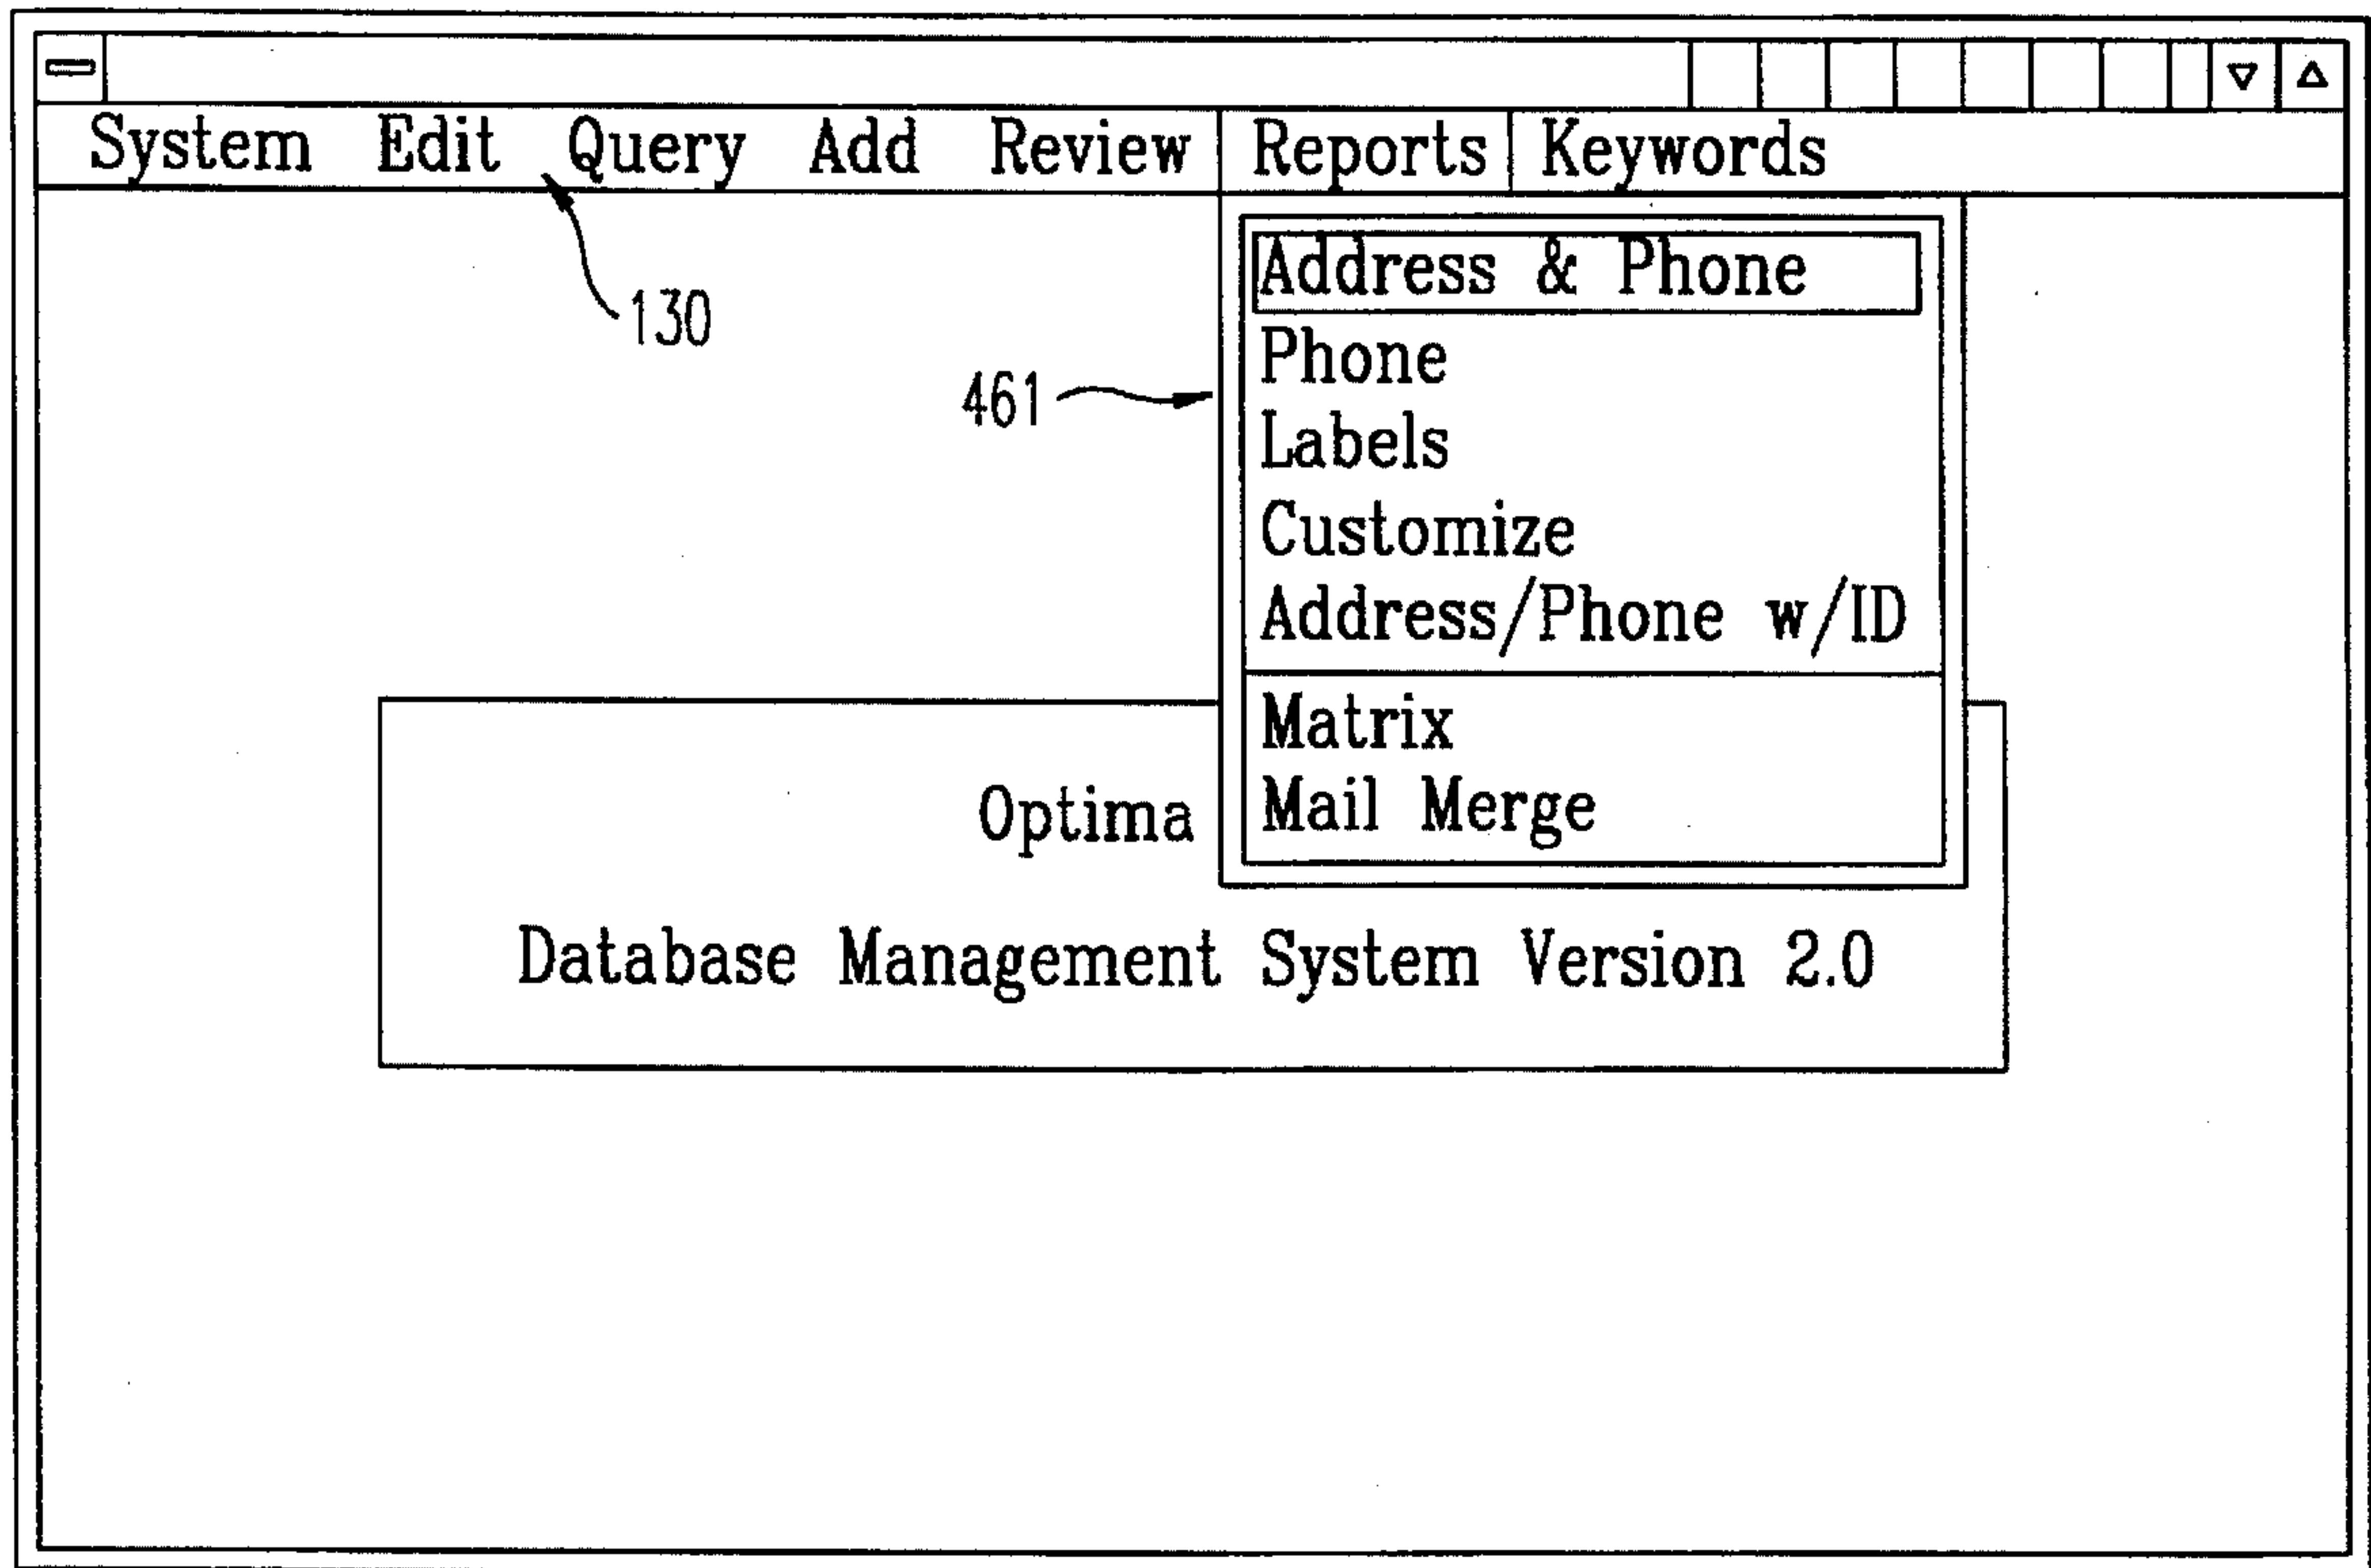 System Edit Query Add Review Reports Keywords
130
461
Address & Phone
Phone
Labels
Customize
Address/Phone w/ID
Matrix
Mail Merge
Optima
Database Management System Version 2.0